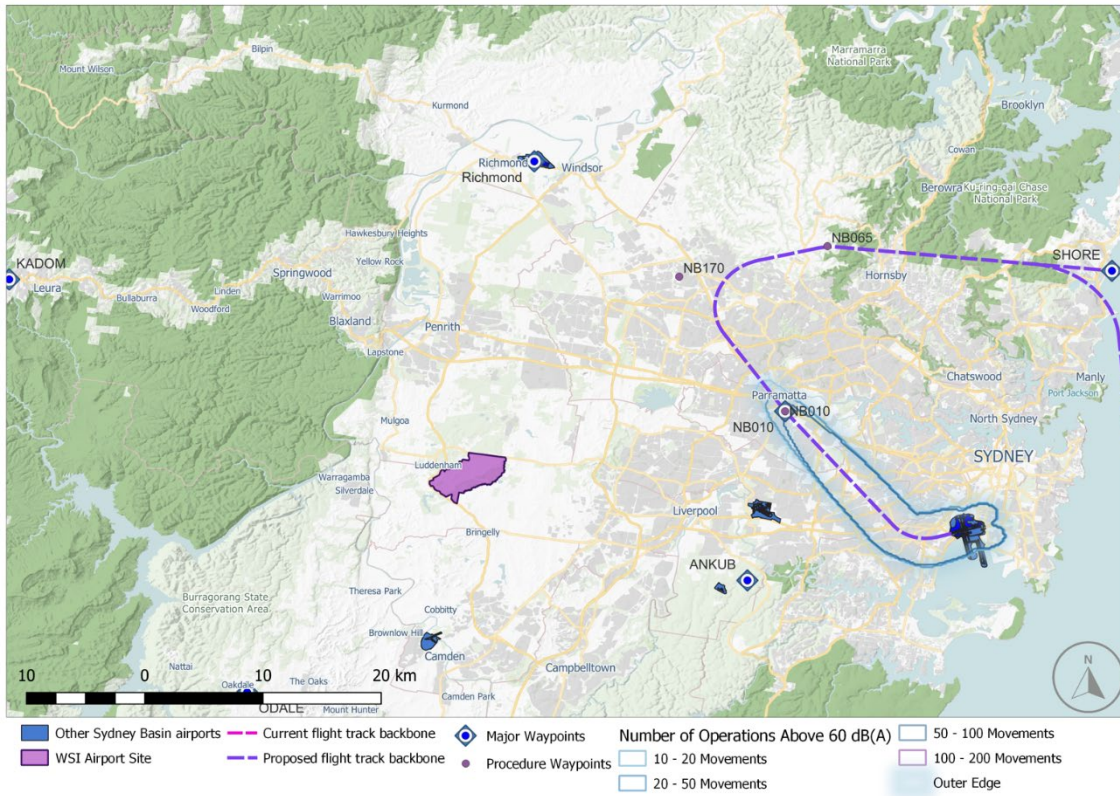 Mount Wilson
Bilpin
Marramarra
National Park
Kurmond
Brooklyn
Cowan
Richmond
Windsor
Richmond
Berowra
Ku-ring-gai Chase
National Park
Hawkesbury Heights
NB065
KADOM
Yellow Rock
SHORE
Leura
Springwood
NB170
Hornsby
Linden
Bullaburra
Winmalee
Woodford
Blaxland
Penrith
Lapstone
Chatswood
Manly
Parramatta
Port Jackson
NB010
Mulgoa
NB010
North Sydney
SYDNEY
Luddenham
Warragamba
Silverdale
Liverpool
Bringelly
ANKUB
Theresa Park
Burragorang State
Conservation Area
Cobbitty
Brownlow Hill
Camden
Nattai
Campbelltown
N
10 0 10 20 km
Oakdale
The Oaks
Camden Park
ODALE
Mount Hunter
Other Sydney Basin airports
Current flight track backbone
Major Waypoints
Number of Operations Above 60 dB(A)
50 - 100 Movements
WSI Airport Site
Proposed flight track backbone
Procedure Waypoints
10 - 20 Movements
100 - 200 Movements
20 - 50 Movements
Outer Edge